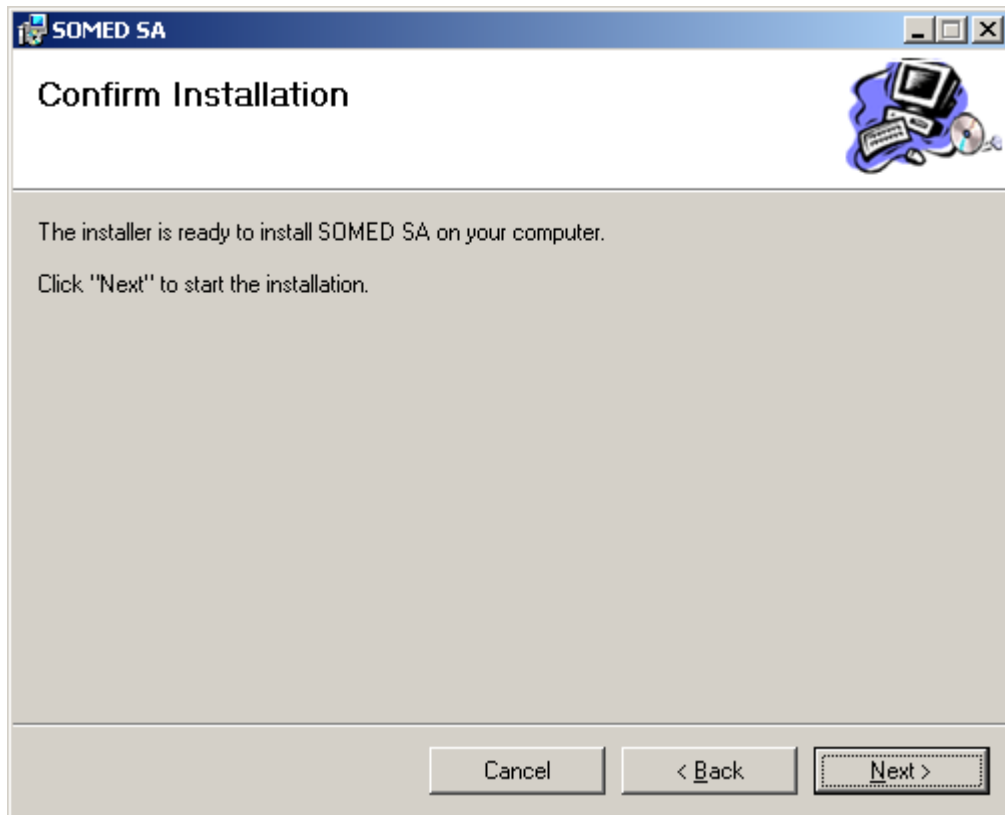 SOMED SA
Confirm Installation
The installer is ready to install SOMED SA on your computer.
Click "Next" to start the installation.
Cancel
< Back
Next >